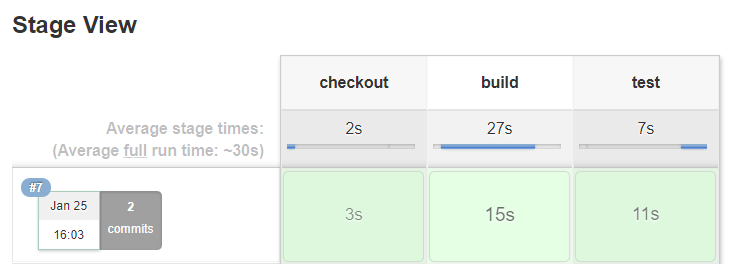 Stage View
checkout build test
Average stage times: 2s 27s 7s
(Average full run time: ~30s)
#7
Jan 25 2 3s 15s 11s
16:03 commits